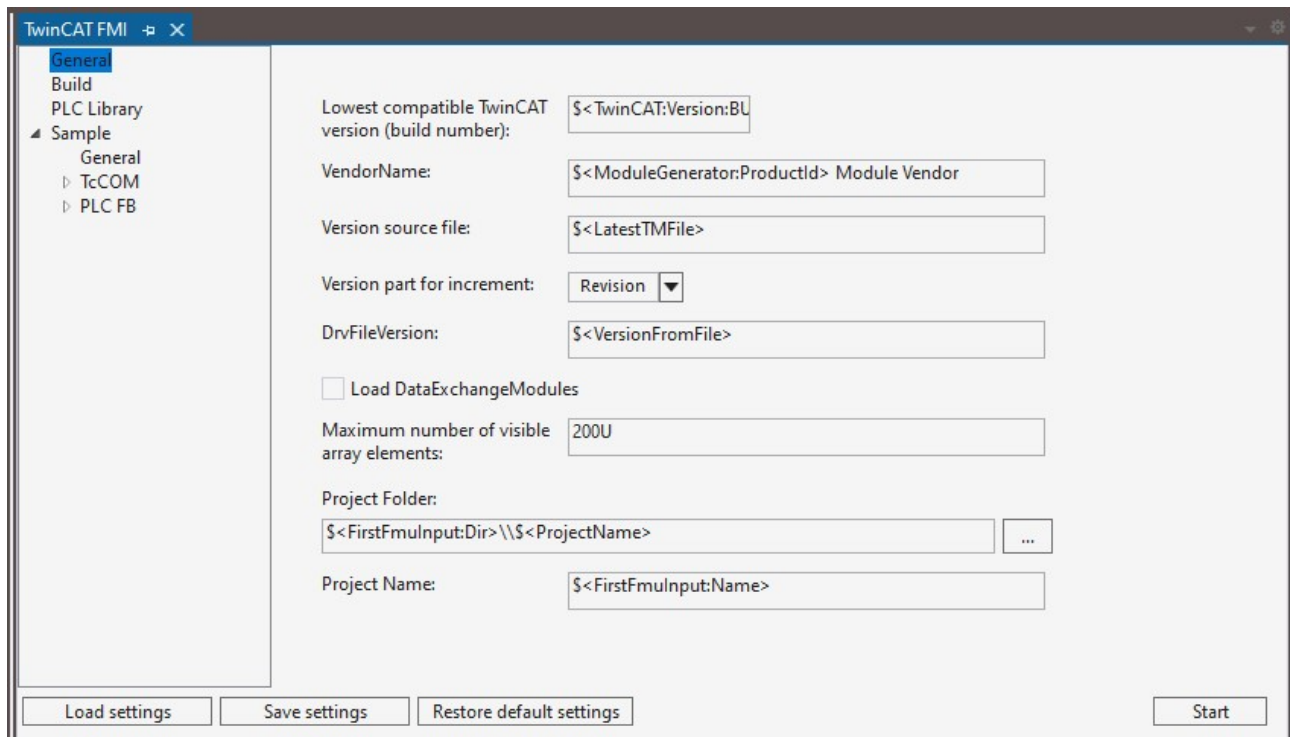 TwinCAT FMI
General
Build
PLC Library
Sample
General
TcCOM
PLC FB
Lowest compatible TwinCAT
version (build number):
$<TwinCAT:Version:BU
VendorName:
$<ModuleGenerator:ProductId> Module Vendor
Version source file:
$<LatestTMFile>
Version part for increment:
Revision
DrvFileVersion:
$<VersionFromFile>
Load DataExchangeModules
Maximum number of visible
array elements:
200U
Project Folder:
$<FirstFmuInput:Dir>\\$<ProjectName>
...
Project Name:
$<FirstFmuInput:Name>
Load settings
Save settings
Restore default settings
Start